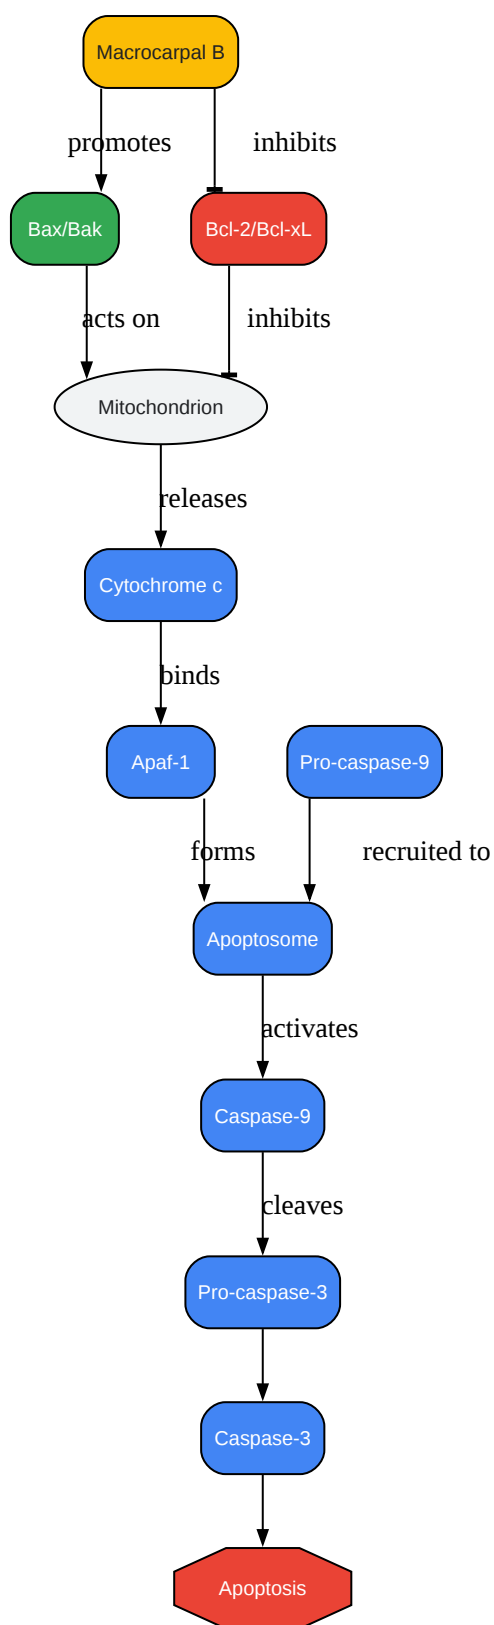 Macrocarpal B
promotes
inhibits
Bax/Bak
Bcl-2/Bcl-xL
acts on
inhibits
Mitochondrion
releases
Cytochrome c
binds
Apaf-1
Pro-caspase-9
forms
recruited to
Apoptosome
activates
Caspase-9
cleaves
Pro-caspase-3
Caspase-3
Apoptosis